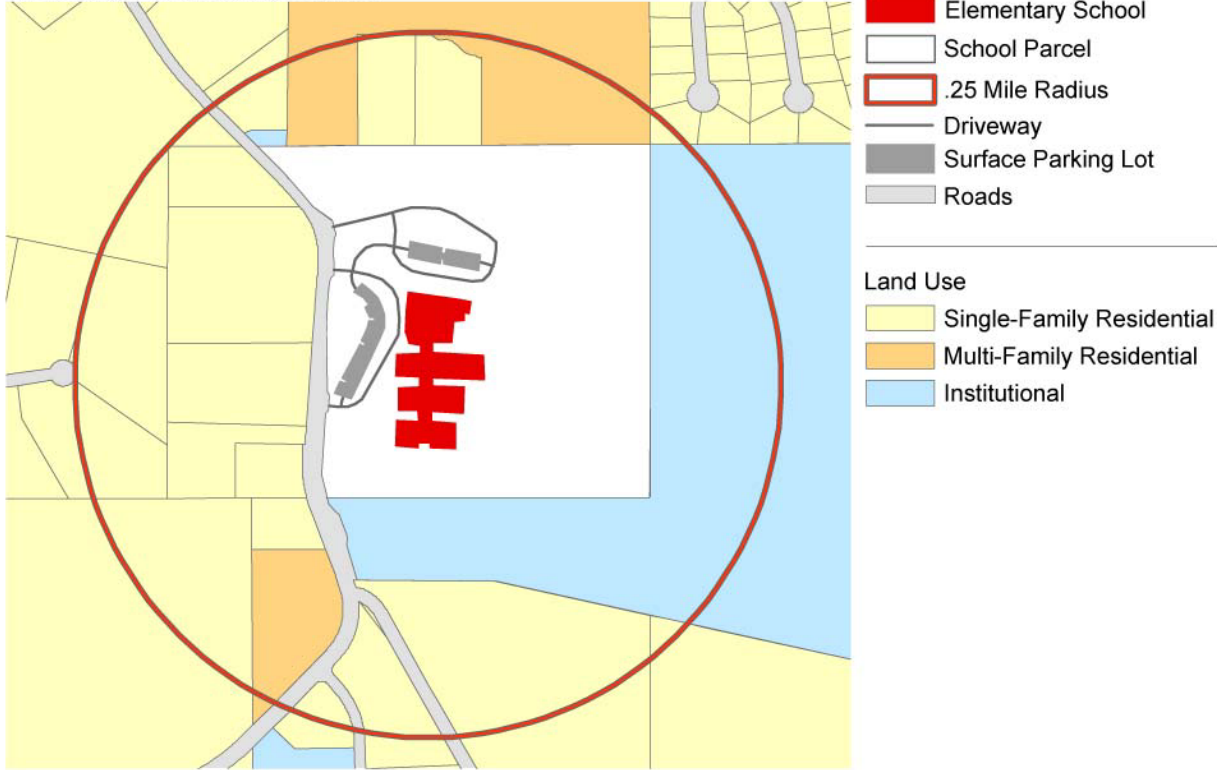 Elementary School
School Parcel
.25 Mile Radius
Driveway
Surface Parking Lot
Roads
Land Use
Single-Family Residential
Multi-Family Residential
Institutional